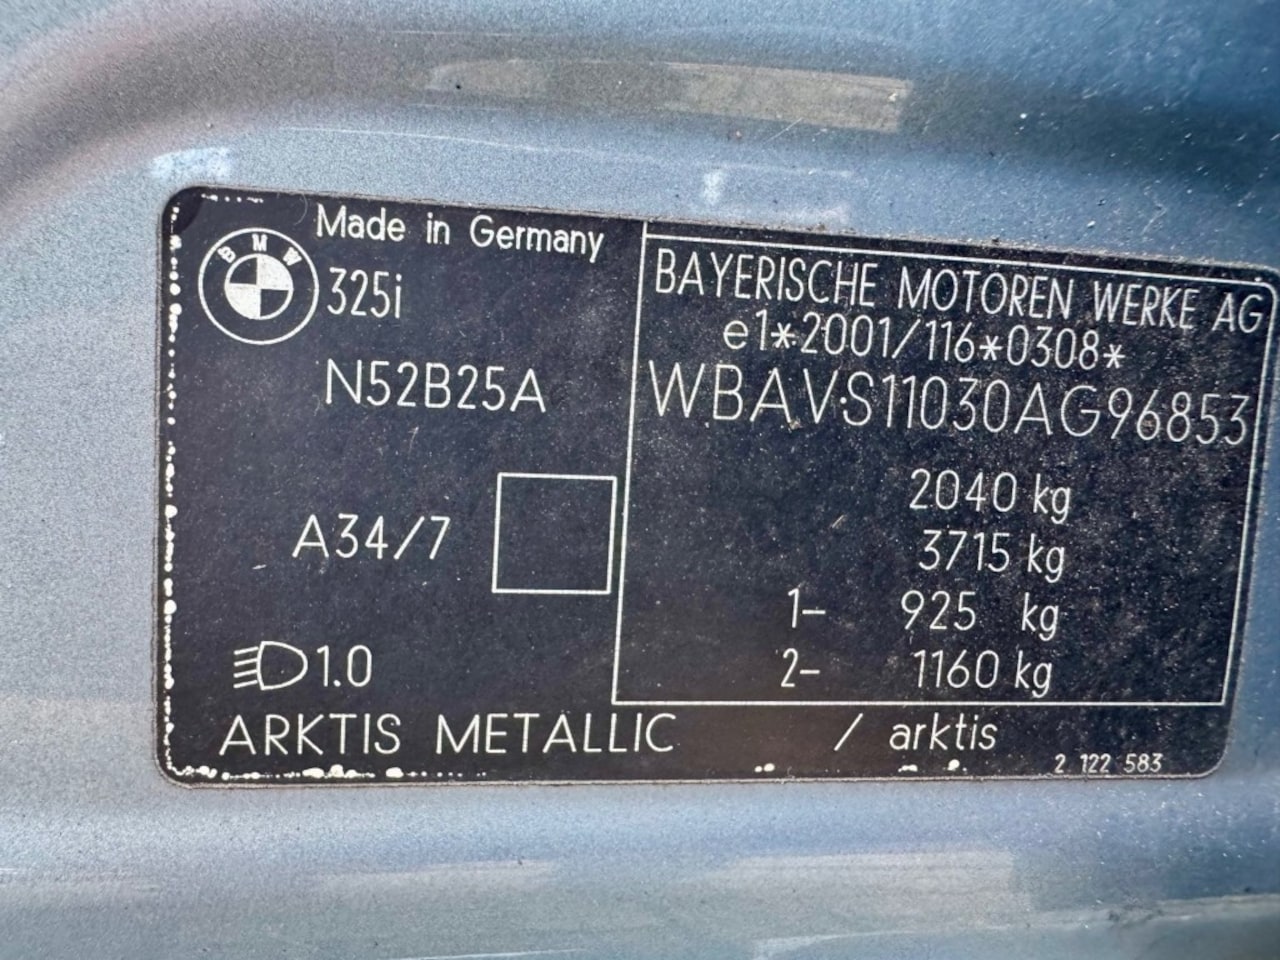 BMW
Made in Germany
325i
N52B25A
A34/7
1.0
ARKTIS METALLIC / arktis
BAYERISCHE MOTOREN WERKE AG
e1*2001/116*0308*
WBAVS11030AG96853
2040 kg
3715 kg
1- 925 kg
2- 1160 kg
2 122 583